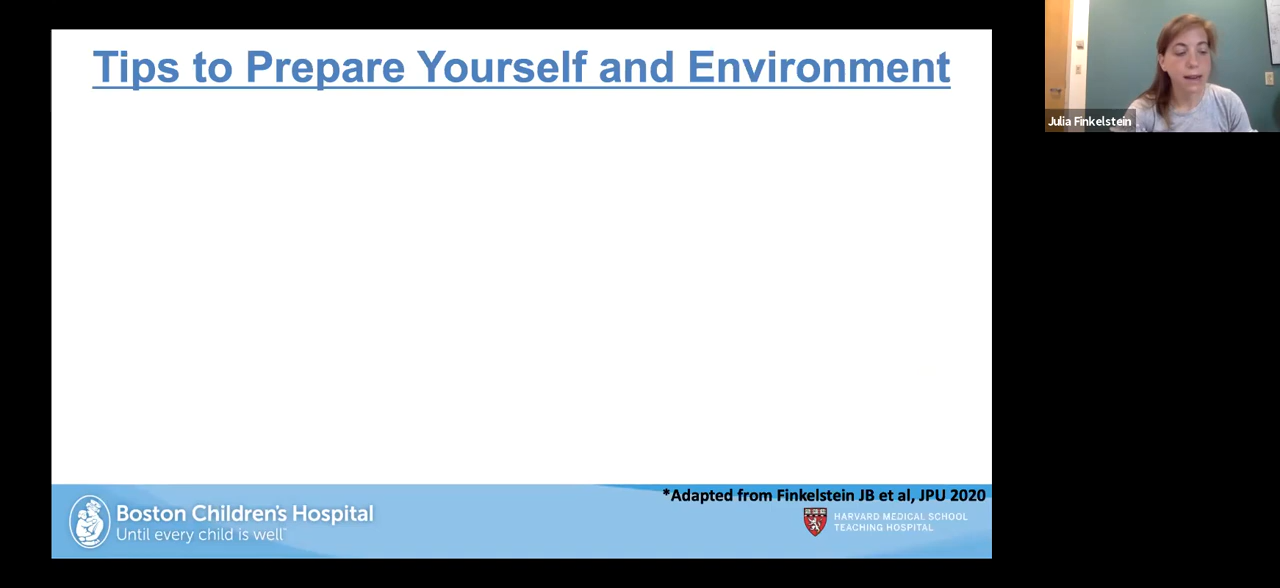 Tips to Prepare Yourself and Environment
Julia Finkelstein
*Adapted from Finkelstein JB et al, JPU 2020
Boston Children's Hospital
Until every child is well™
HARVARD MEDICAL SCHOOL
TEACHING HOSPITAL